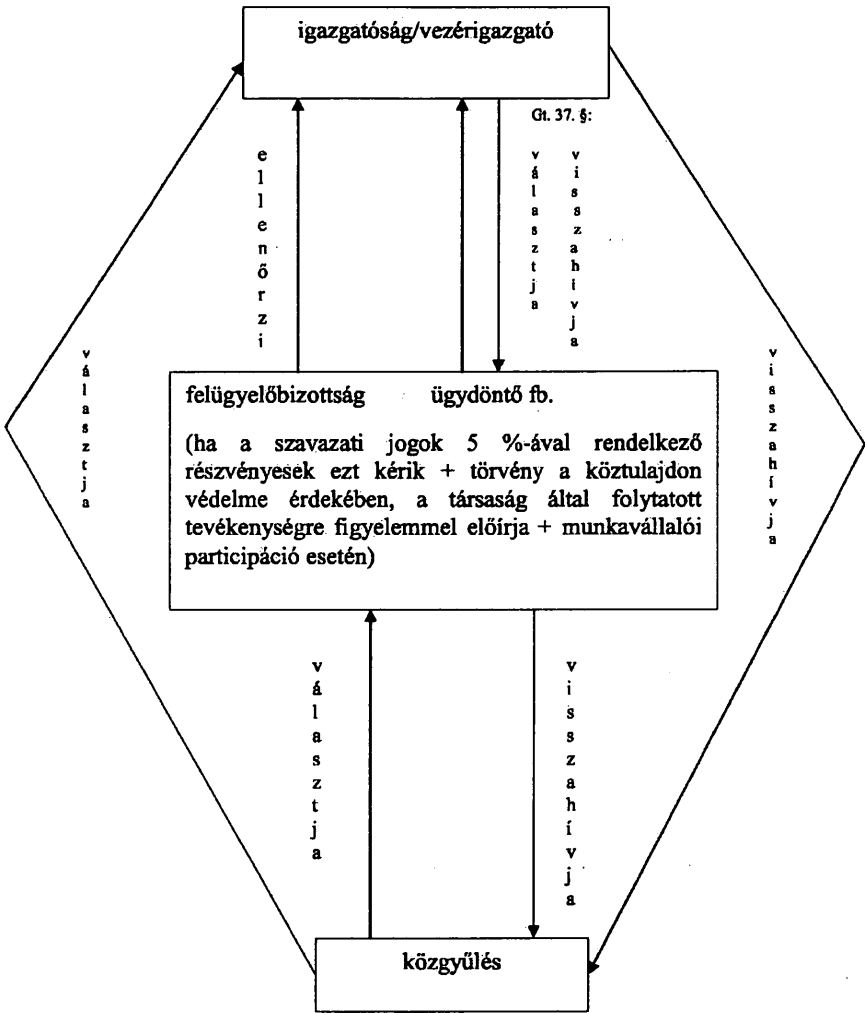 igazgatóság/vezérigazgató
Gt. 37. §:
ellenőrzi
választja
visszahívja
választja
visszahívja
felügyelőbizottság ügydöntő fb.
(ha a szavazati jogok 5 %-ával rendelkező
részvényesek ezt kérik + törvény a köztulajdon
védelme érdekében, a társaság által folytatott
tevékenységre figyelemmel előírja + munkavállalói
participáció esetén)
választja
visszahívja
közgyűlés